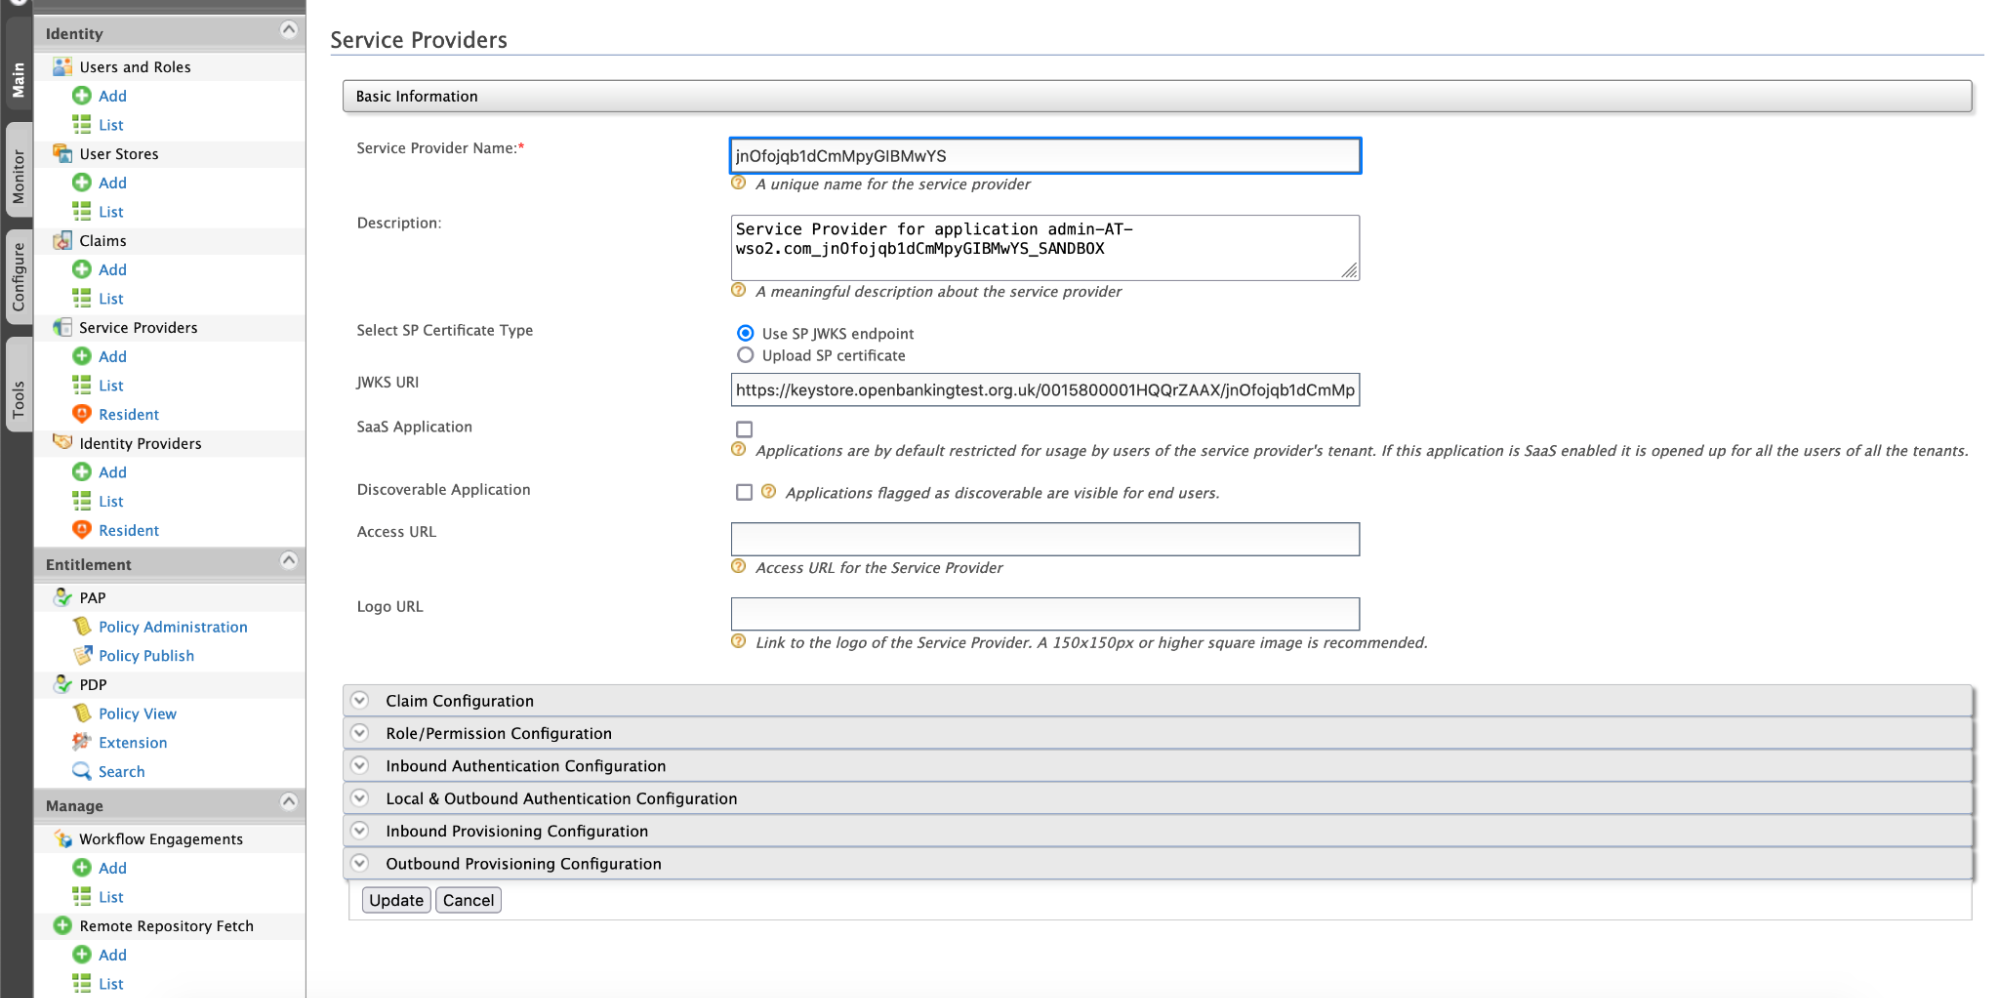 Main
Monitor
Configure
Tools
Identity
Users and Roles
Add
List
User Stores
Add
List
Claims
Add
List
Service Providers
Add
List
Resident
Identity Providers
Add
List
Resident
Entitlement
PAP
Policy Administration
Policy Publish
PDP
Policy View
Extension
Search
Manage
Workflow Engagements
Add
List
Remote Repository Fetch
Add
List
Service Providers
Basic Information
Service Provider Name:*
jnOfojqb1dCmMpyGIBMwYS
A unique name for the service provider
Description:
Service Provider for application admin-AT-
wso2.com_jnOfojqb1dCmMpyGIBMwYS_SANDBOX
A meaningful description about the service provider
Select SP Certificate Type
Use SP JWKS endpoint
Upload SP certificate
JWKS URI
https://keystore.openbankingtest.org.uk/0015800001HQQrZAAX/jnOfojqb1dCmMp
SaaS Application
Applications are by default restricted for usage by users of the service provider's tenant. If this application is SaaS enabled it is opened up for all the users of all the tenants.
Discoverable Application
Applications flagged as discoverable are visible for end users.
Access URL
Access URL for the Service Provider
Logo URL
Link to the logo of the Service Provider. A 150x150px or higher square image is recommended.
Claim Configuration
Role/Permission Configuration
Inbound Authentication Configuration
Local & Outbound Authentication Configuration
Inbound Provisioning Configuration
Outbound Provisioning Configuration
Update
Cancel